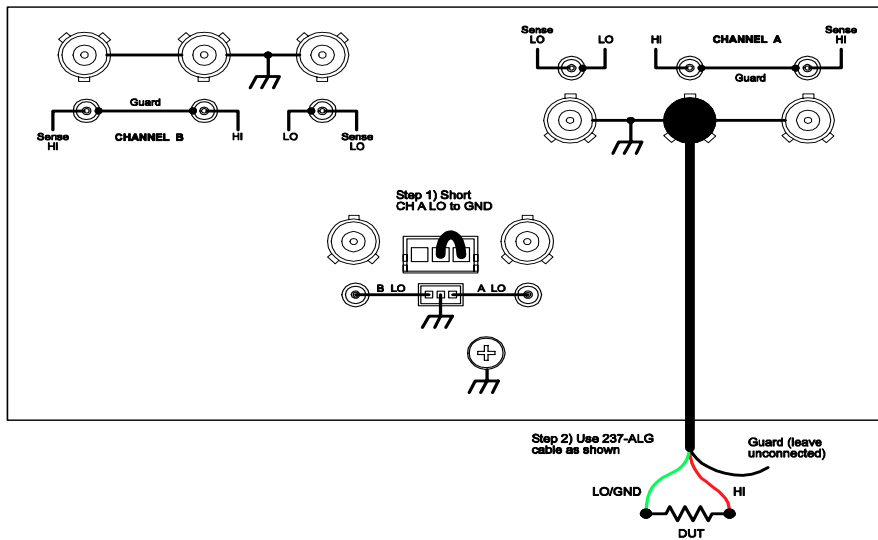 Sense
LO
LO
HI
CHANNEL A
Sense
HI
Guard
Guard
Sense
HI
CHANNEL B
HI
LO
Sense
LO
Step 1) Short
CH A LO to GND
B LO
A LO
Step 2) Use 237-ALG
cable as shown
Guard (leave
unconnected)
LO/GND
HI
DUT